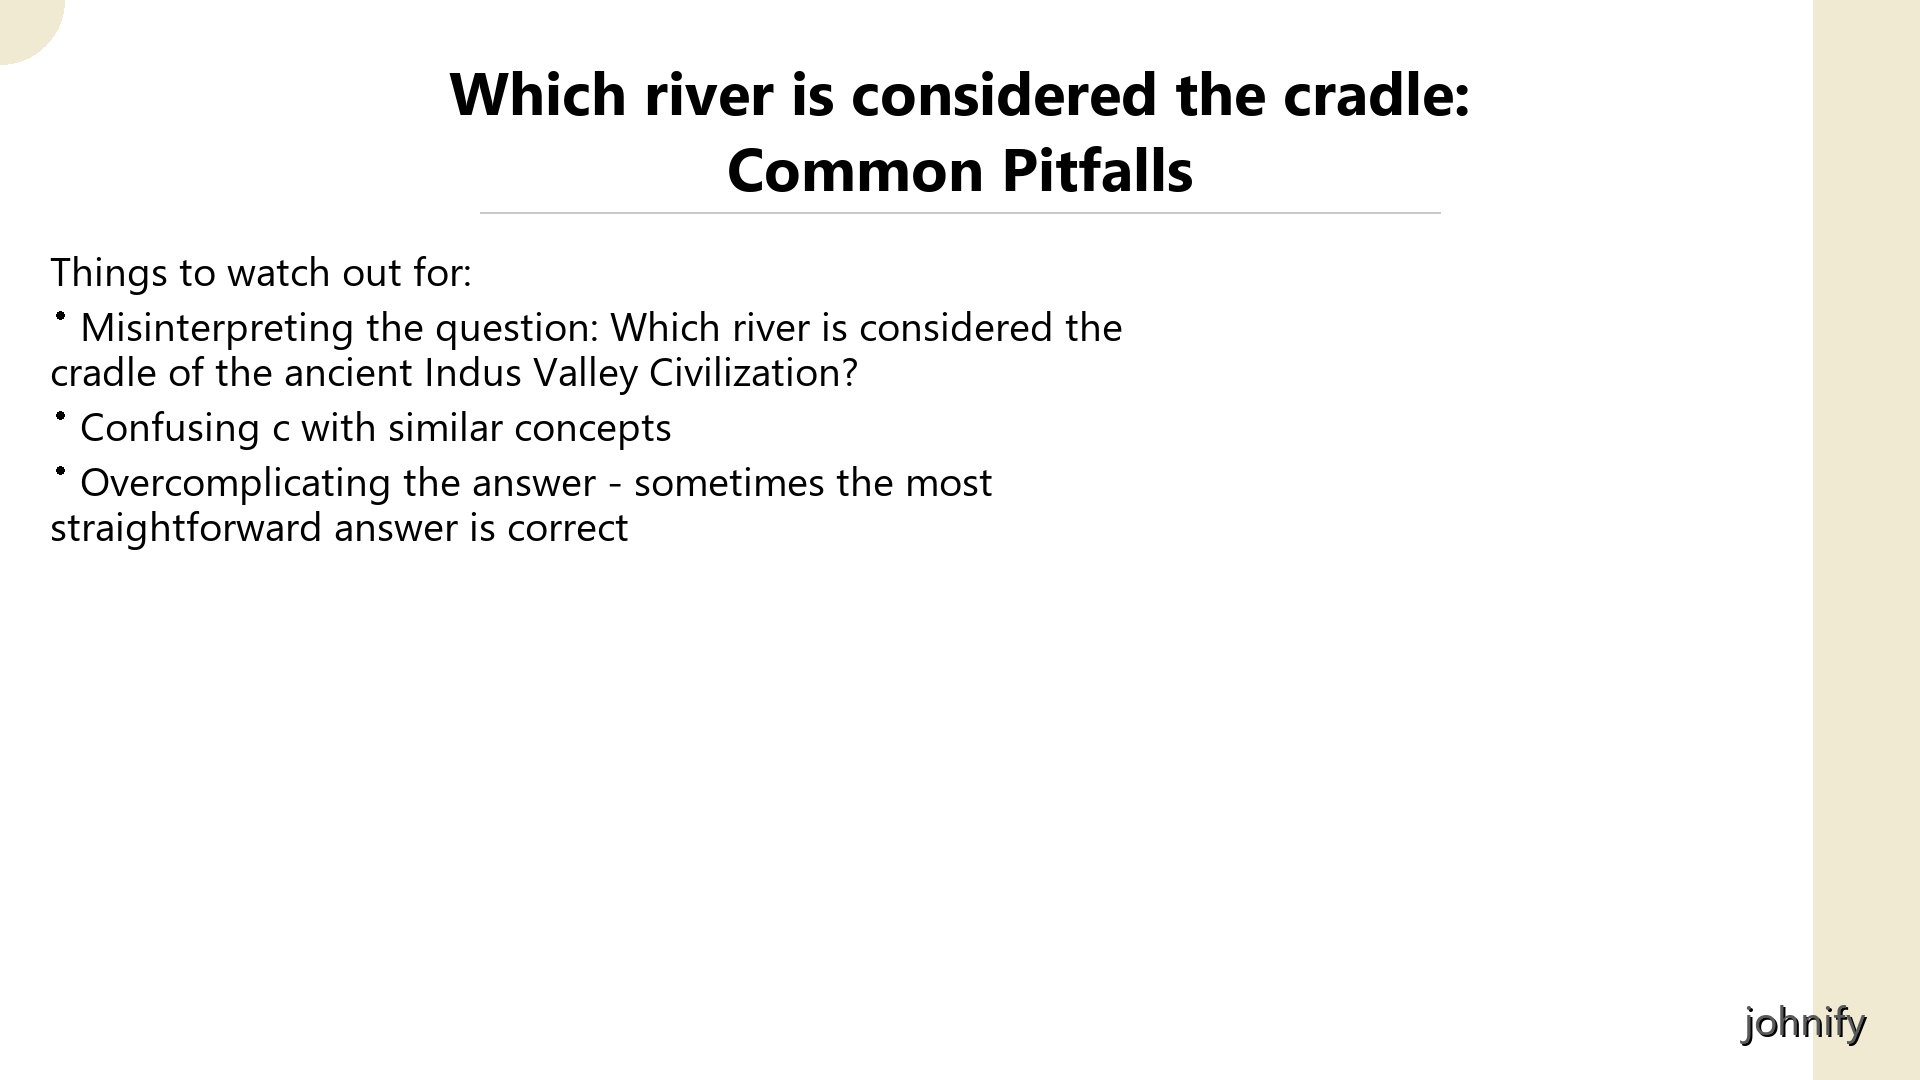 Which river is considered the cradle:
Common Pitfalls
Things to watch out for:
• Misinterpreting the question: Which river is considered the
cradle of the ancient Indus Valley Civilization?
• Confusing c with similar concepts
• Overcomplicating the answer - sometimes the most
straightforward answer is correct
johnify